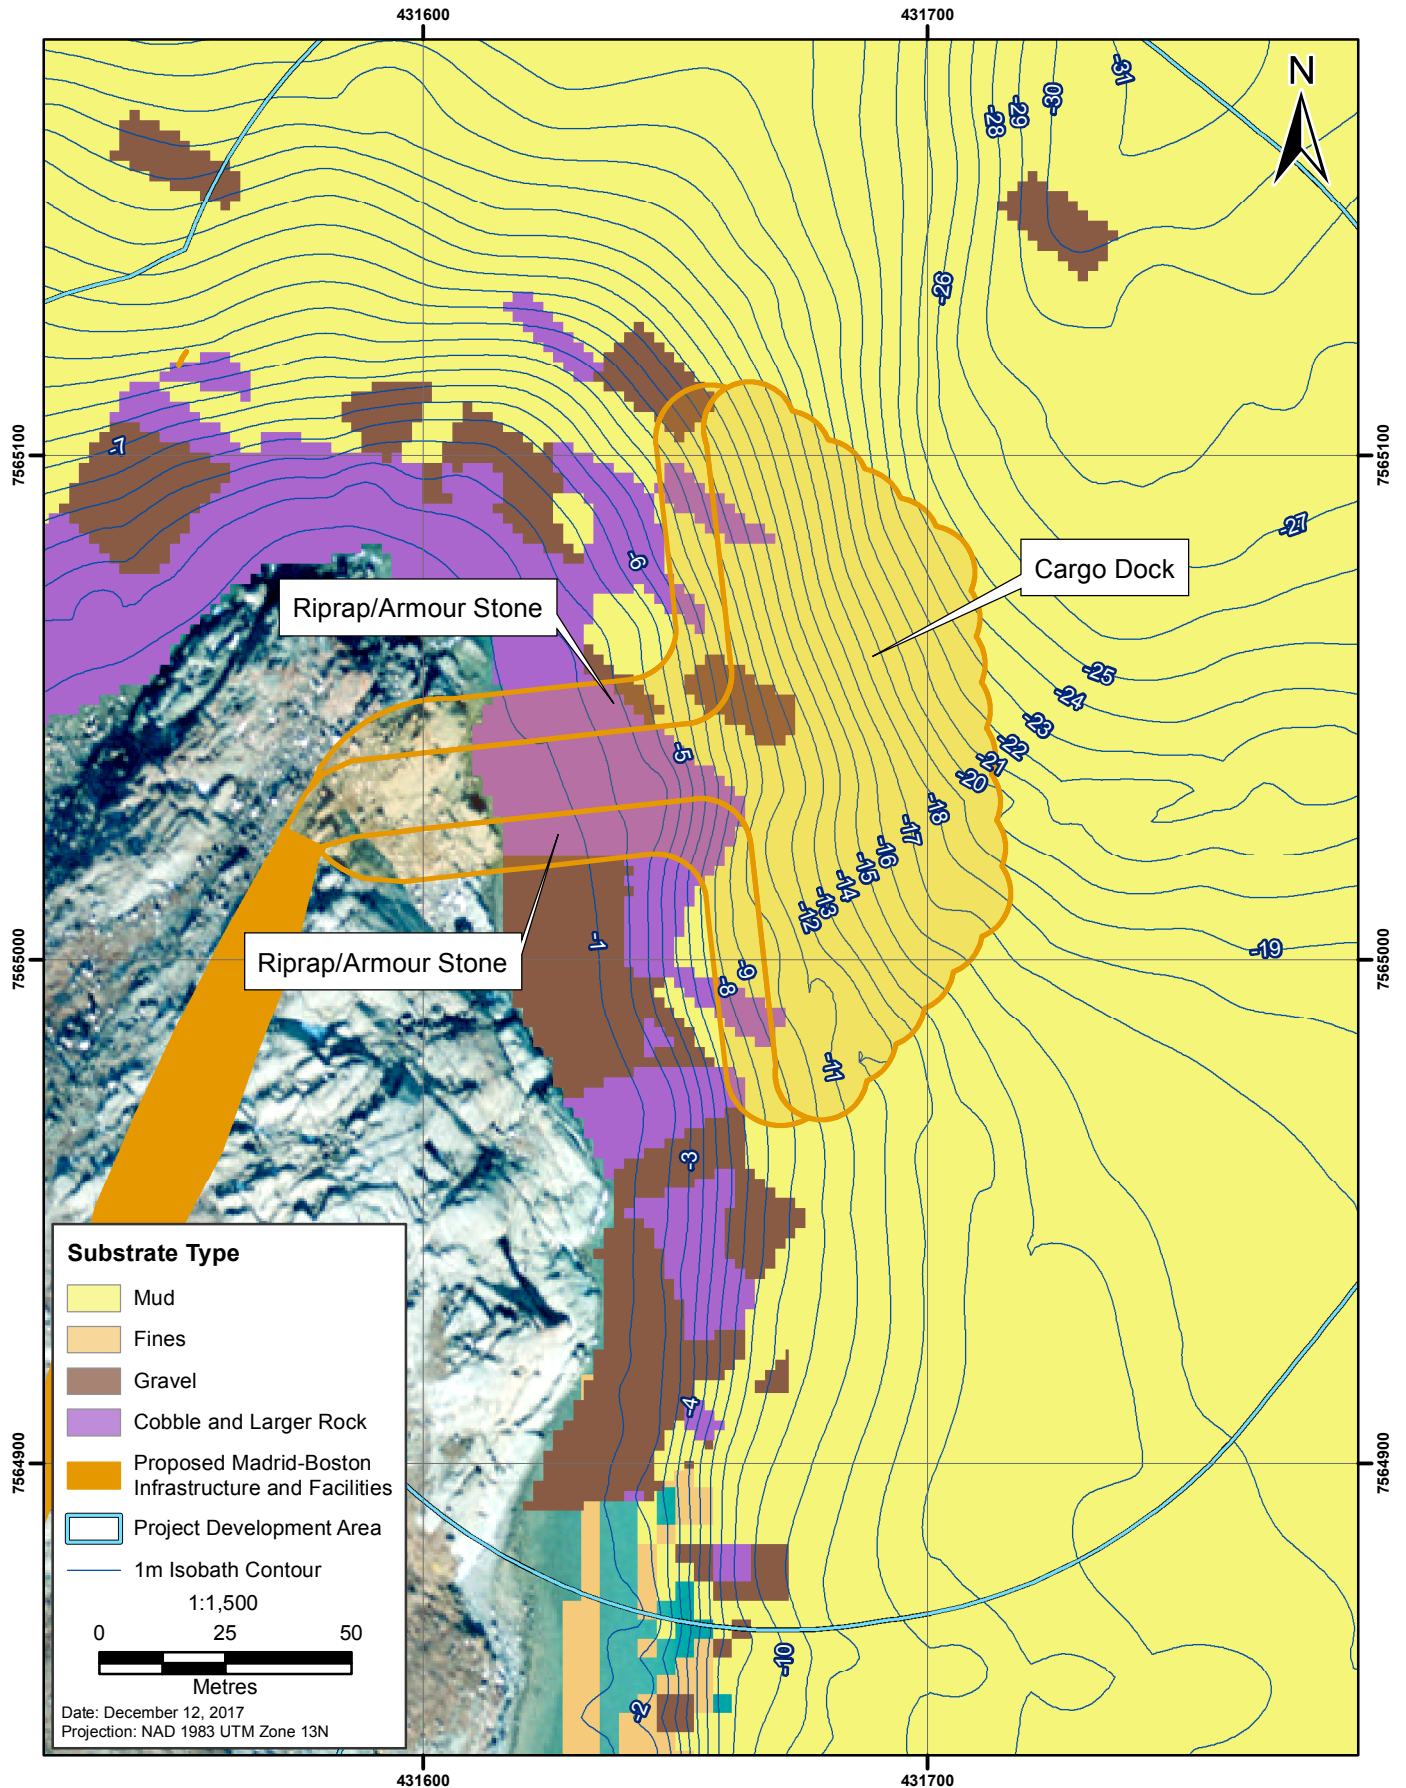 431600
431700
-31
-30
-29
-28
N
-26
7565100
-7
7565100
-27
-6
Cargo Dock
Riprap/Armour Stone
-25
-24
-23
-22
-21
-20
-5
-18
-17
-16
-15
-14
-13
-12
-1
Riprap/Armour Stone
7565000
7565000
-19
-9
-8
-11
-3
Substrate Type
Mud
Fines
Gravel
Cobble and Larger Rock
Proposed Madrid-Boston
Infrastructure and Facilities
Project Development Area
1m Isobath Contour
1:1,500
0 25 50
Metres
Date: December 12, 2017
Projection: NAD 1983 UTM Zone 13N
-4
7564900
7564900
-10
-2
431600
431700